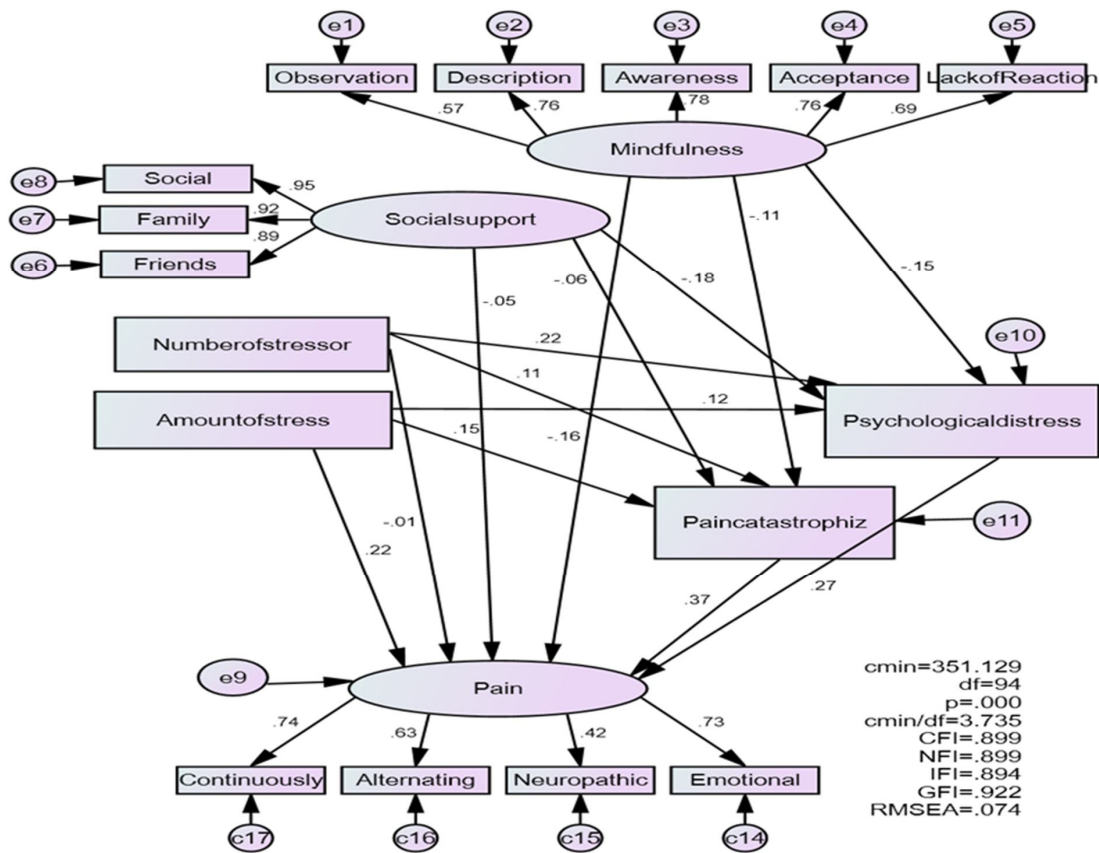 e1
e2
e3
e4
e5
Observation
Description
Awareness
Acceptance
LackofReaction
.57
.76
.78
.76
.69
Mindfulness
e8
Social
.95
e7
Family
.92
Socialsupport
e6
Friends
.89
-.11
-.06
-.18
-.15
-.05
Numberofstressor
.22
e10
.11
Amountofstress
.12
Psychologicaldistress
.15
-.16
Paincatastrophiz
e11
-.01
.22
.27
.37
e9
Pain
cmin=351.129
df=94
p=.000
cmin/df=3.735
CFI=.899
NFI=.899
IFI=.894
GFI=.922
RMSEA=.074
.74
.63
.42
.73
Continuously
Alternating
Neuropathic
Emotional
c17
c16
c15
c14